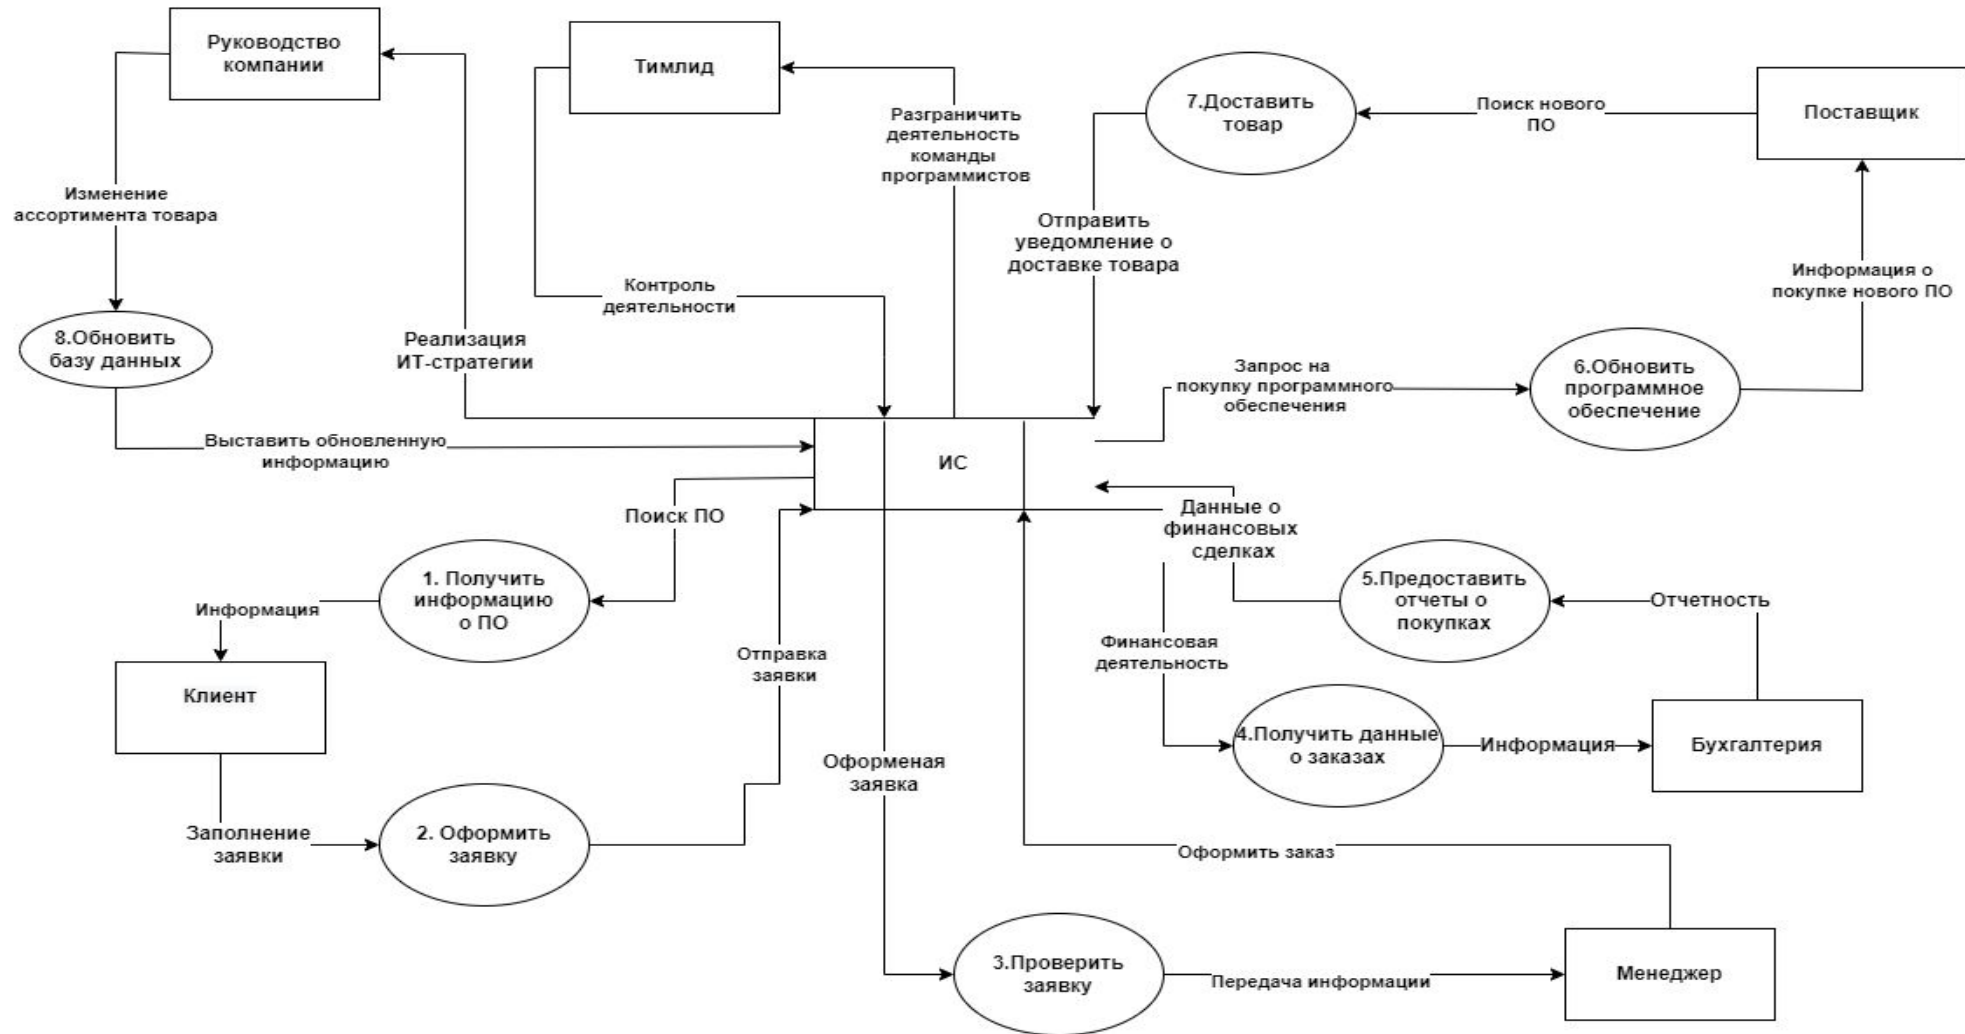 Руководство
компании
Тимлид
7.Доставить
товар
Поиск нового
ПО
Поставщик
Разграничить
деятельность
команды
программистов
Изменение
ассортимента товара
Отправить
уведомление о
доставке товара
Контроль
деятельности
Информация о
покупке нового ПО
8.Обновить
базу данных
Реализация
ИТ-стратегии
Запрос на
покупку программного
обеспечения
6.Обновить
программное
обеспечение
Выставить обновленную
информацию
ИС
Поиск ПО
Данные о
финансовых
сделках
1. Получить
информацию
о ПО
Информация
5.Предоставить
отчеты о
покупках
Отчетность
Отправка
заявки
Финансовая
деятельность
Клиент
4.Получить данные
о заказах
Информация
Бухгалтерия
Оформеная
заявка
Заполнение
заявки
2. Оформить
заявку
Оформить заказ
3.Проверить
заявку
Передача информации
Менеджер